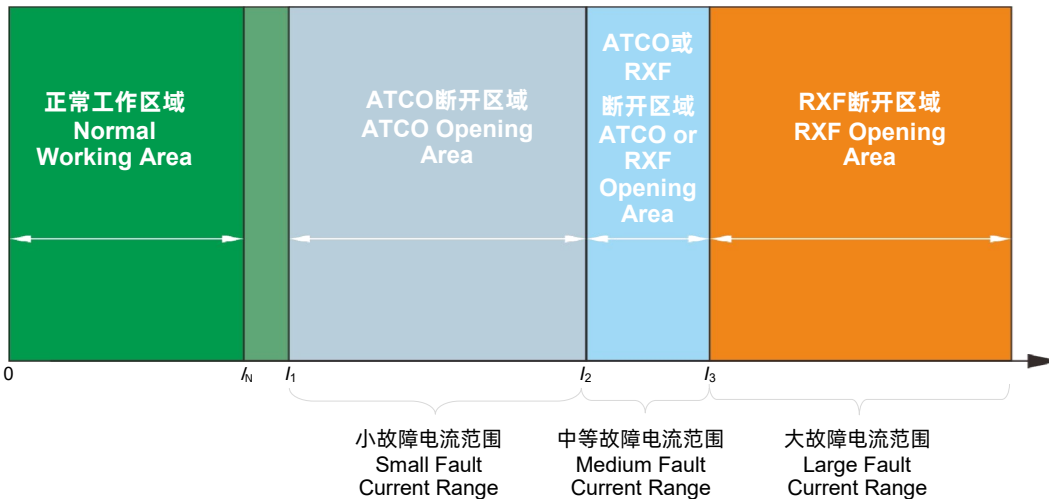 正常工作区域
Normal
Working Area
ATCO断开区域
ATCO Opening
Area
ATCO或
RXF
断开区域
ATCO or
RXF
Opening
Area
RXF断开区域
RXF Opening
Area
0
IN
I1
I2
I3
小故障电流范围
Small Fault
Current Range
中等故障电流范围
Medium Fault
Current Range
大故障电流范围
Large Fault
Current Range